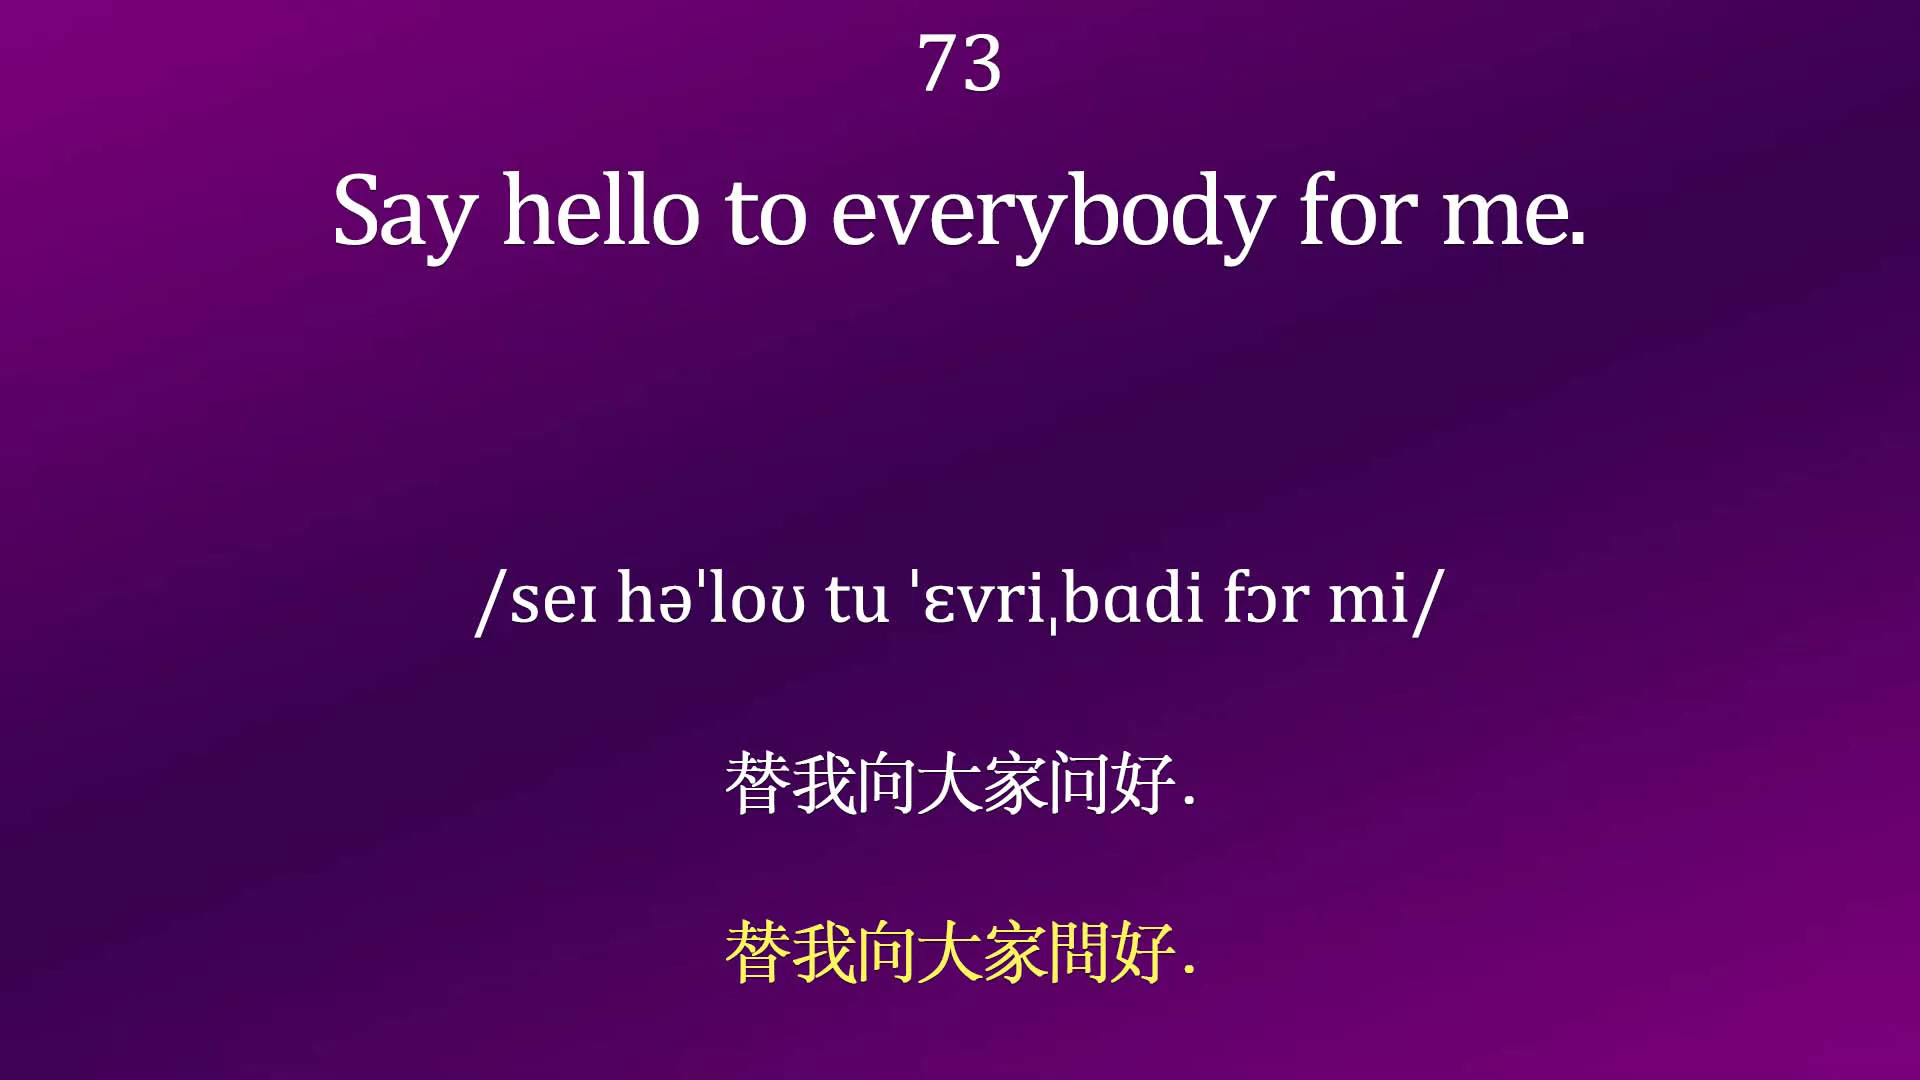 73
Say hello to everybody for me.
/seɪ həˈloʊ tu ˈɛvriˌbɑdi fɔr mi/
替我向大家问好.
替我向大家問好.